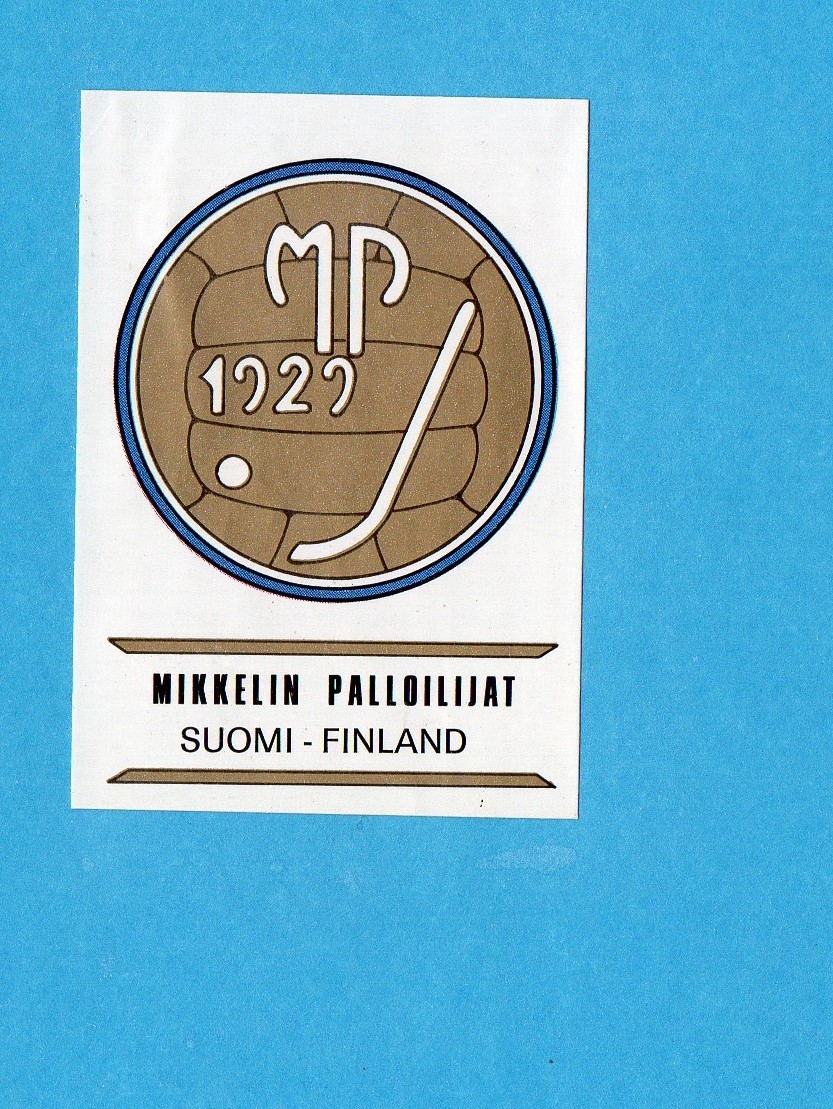 MP
1929
MIKKELIN PALLOILIJAT
SUOMI - FINLAND